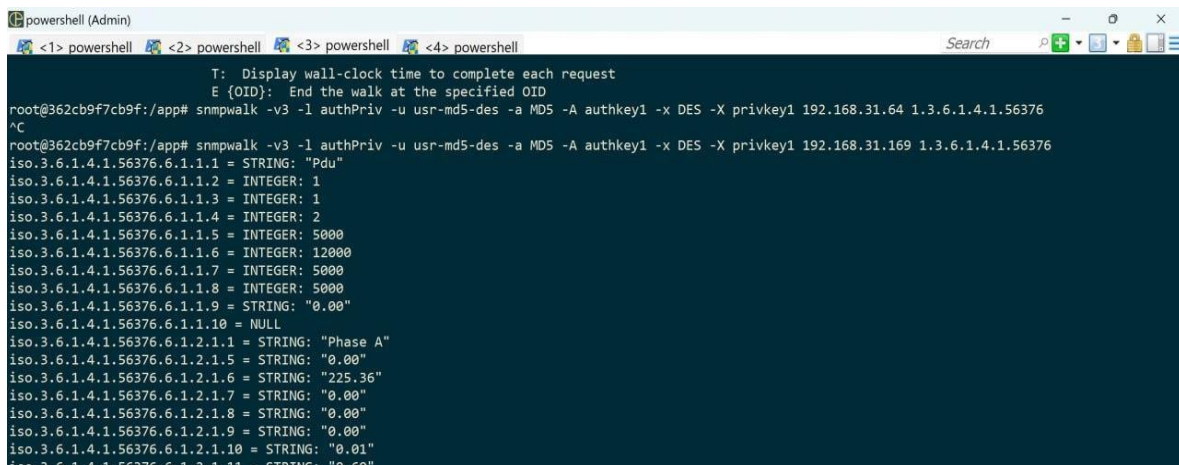 powershell (Admin)
<1> powershell <2> powershell <3> powershell <4> powershell
Search
T: Display wall-clock time to complete each request
E {OID}: End the walk at the specified OID
root@362cb9f7cb9f:/app# snmpwalk -v3 -l authPriv -u usr-md5-des -a MD5 -A authkey1 -x DES -X privkey1 192.168.31.64 1.3.6.1.4.1.56376
^C
root@362cb9f7cb9f:/app# snmpwalk -v3 -l authPriv -u usr-md5-des -a MD5 -A authkey1 -x DES -X privkey1 192.168.31.169 1.3.6.1.4.1.56376
iso.3.6.1.4.1.56376.6.1.1.1 = STRING: "Pdu"
iso.3.6.1.4.1.56376.6.1.1.2 = INTEGER: 1
iso.3.6.1.4.1.56376.6.1.1.3 = INTEGER: 1
iso.3.6.1.4.1.56376.6.1.1.4 = INTEGER: 2
iso.3.6.1.4.1.56376.6.1.1.5 = INTEGER: 5000
iso.3.6.1.4.1.56376.6.1.1.6 = INTEGER: 12000
iso.3.6.1.4.1.56376.6.1.1.7 = INTEGER: 5000
iso.3.6.1.4.1.56376.6.1.1.8 = INTEGER: 5000
iso.3.6.1.4.1.56376.6.1.1.9 = STRING: "0.00"
iso.3.6.1.4.1.56376.6.1.1.10 = NULL
iso.3.6.1.4.1.56376.6.1.2.1.1 = STRING: "Phase A"
iso.3.6.1.4.1.56376.6.1.2.1.5 = STRING: "0.00"
iso.3.6.1.4.1.56376.6.1.2.1.6 = STRING: "225.36"
iso.3.6.1.4.1.56376.6.1.2.1.7 = STRING: "0.00"
iso.3.6.1.4.1.56376.6.1.2.1.8 = STRING: "0.00"
iso.3.6.1.4.1.56376.6.1.2.1.9 = STRING: "0.00"
iso.3.6.1.4.1.56376.6.1.2.1.10 = STRING: "0.01"